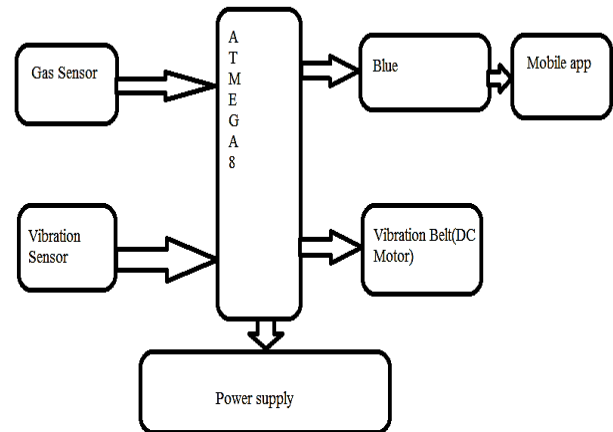 Gas Sensor
A
T
M
E
G
A
8
Blue
Mobile app
Vibration
Sensor
Vibration Belt(DC
Motor)
Power supply